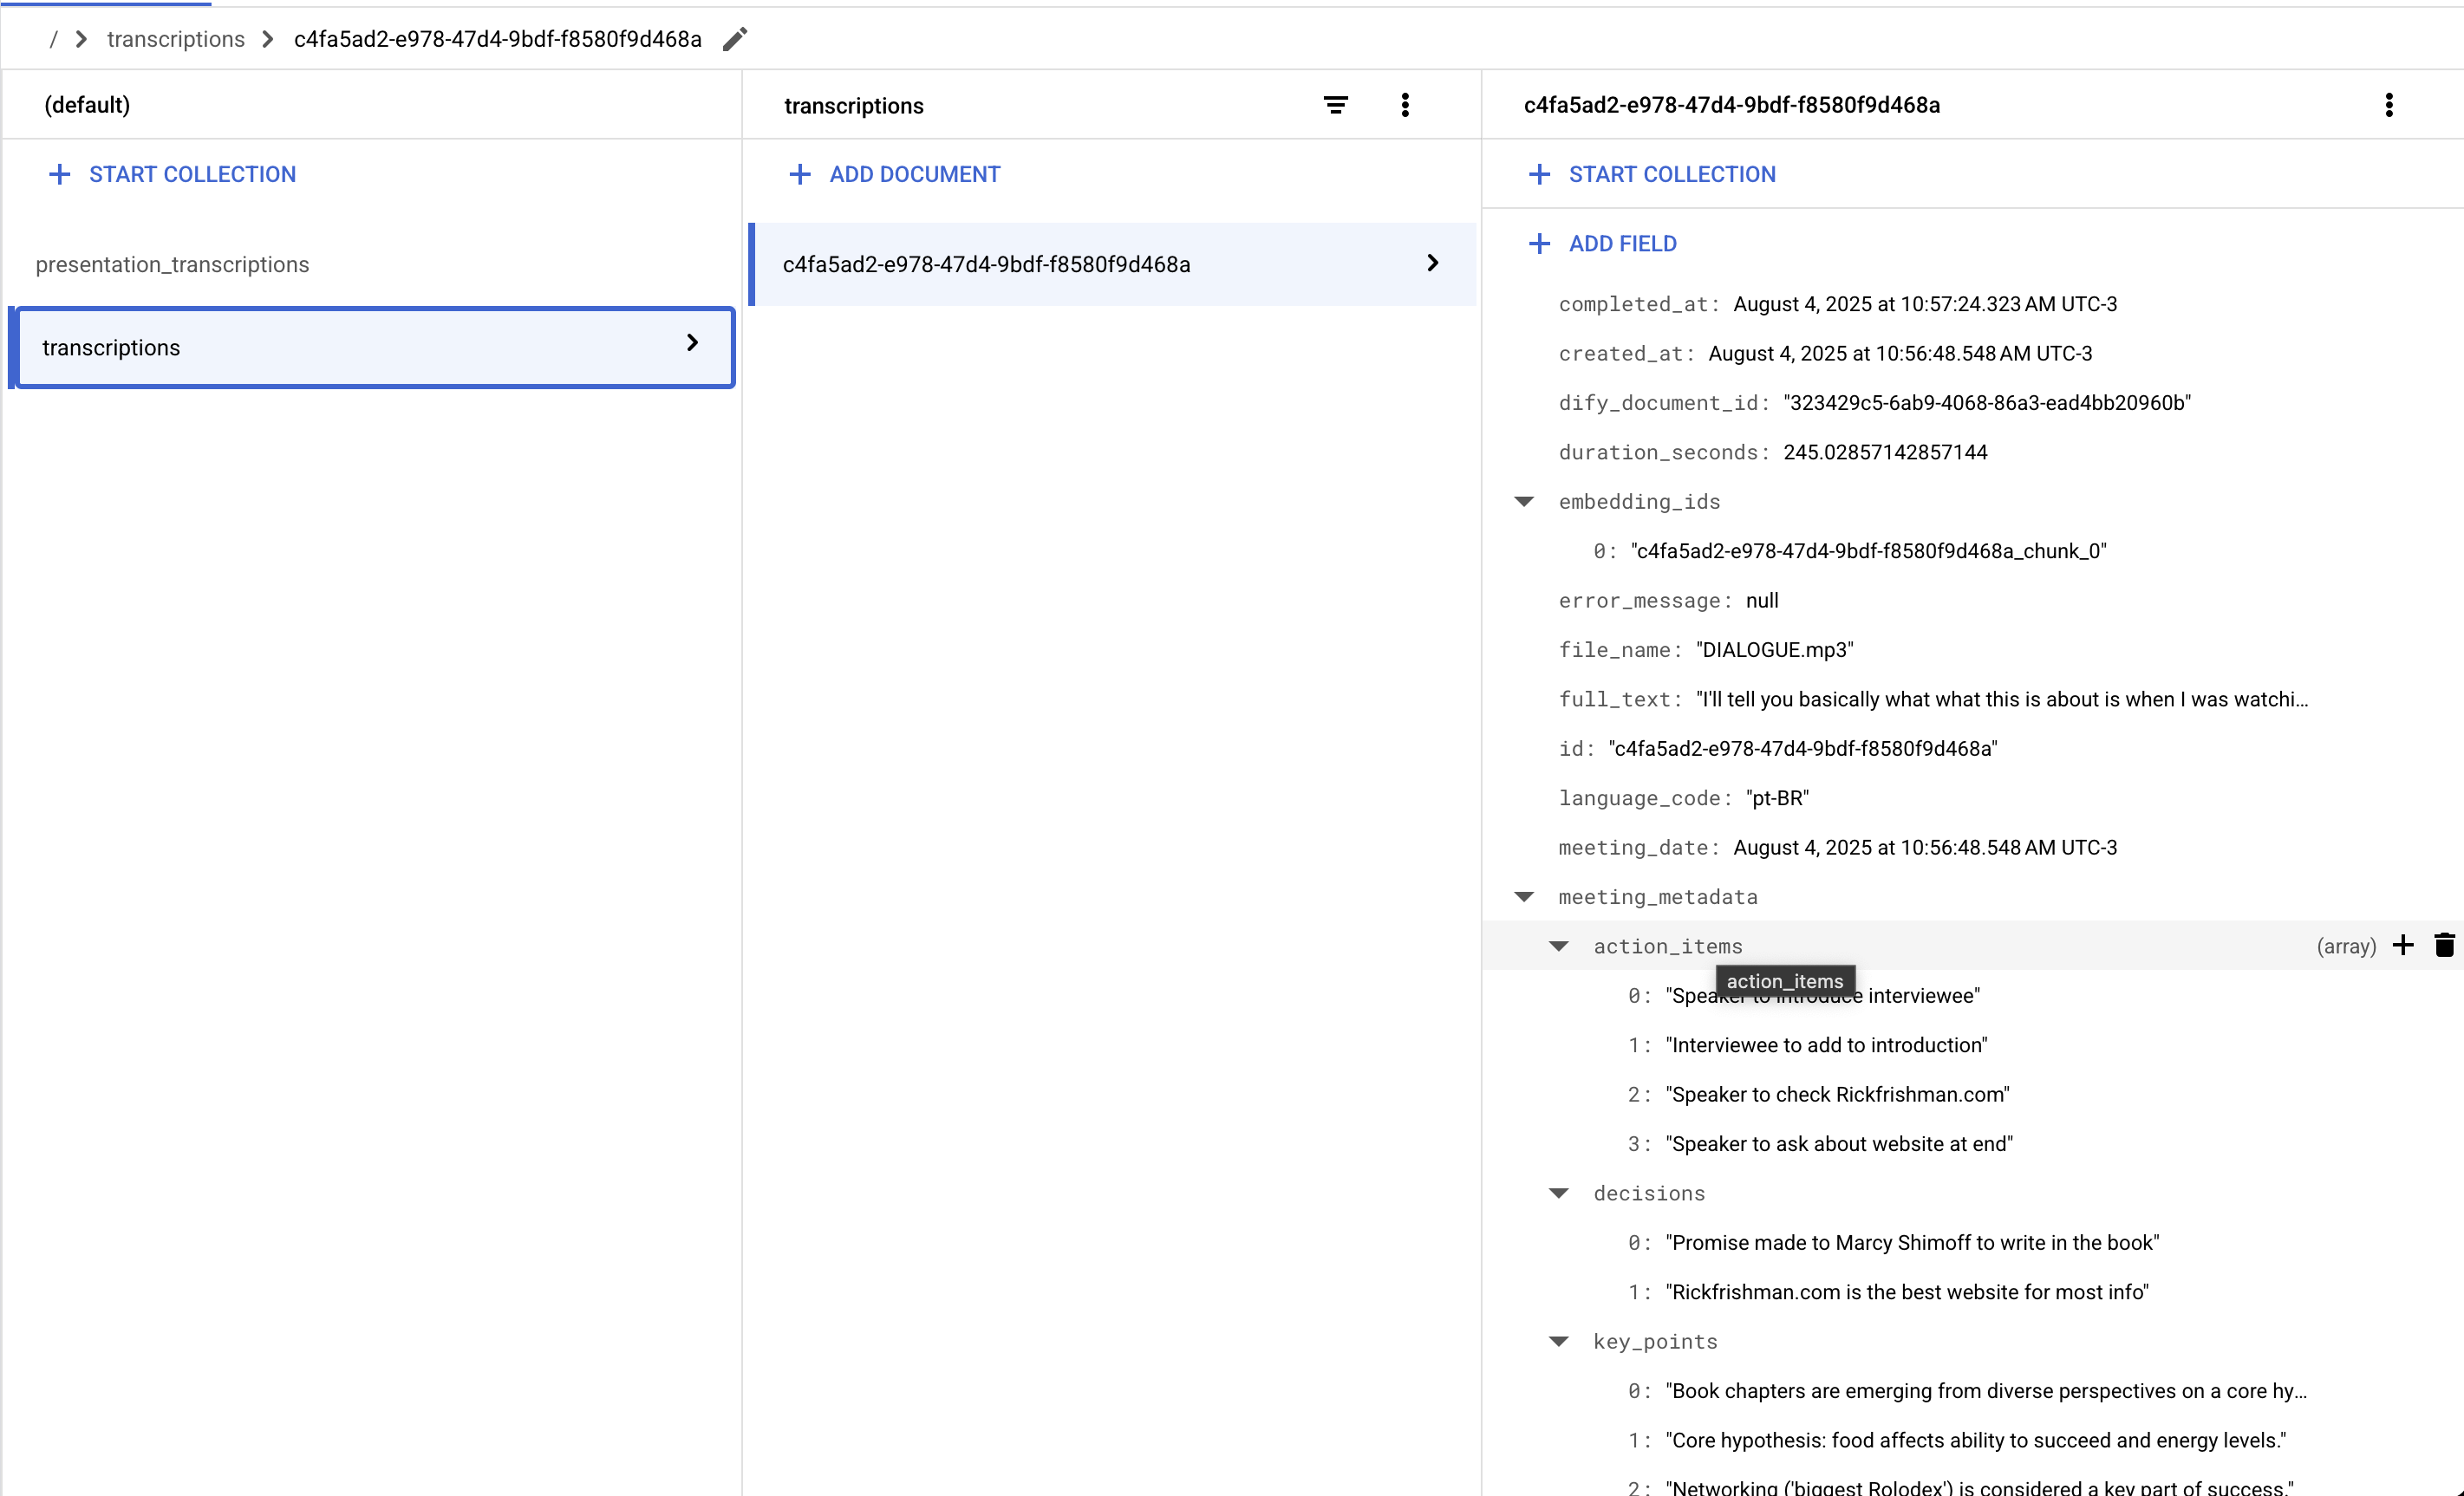 / > transcriptions > c4fa5ad2-e978-47d4-9bdf-f8580f9d468a
(default)
START COLLECTION
presentation_transcriptions
transcriptions
transcriptions
ADD DOCUMENT
c4fa5ad2-e978-47d4-9bdf-f8580f9d468a
c4fa5ad2-e978-47d4-9bdf-f8580f9d468a
START COLLECTION
ADD FIELD
completed_at: August 4, 2025 at 10:57:24.323 AM UTC-3
created_at: August 4, 2025 at 10:56:48.548 AM UTC-3
dify_document_id: "323429c5-6ab9-4068-86a3-ead4bb20960b"
duration_seconds: 245.02857142857144
embedding_ids
0: "c4fa5ad2-e978-47d4-9bdf-f8580f9d468a_chunk_0"
error_message: null
file_name: "DIALOGUE.mp3"
full_text: "I'll tell you basically what what this is about is when I was watchi...
id: "c4fa5ad2-e978-47d4-9bdf-f8580f9d468a"
language_code: "pt-BR"
meeting_date: August 4, 2025 at 10:56:48.548 AM UTC-3
meeting_metadata
action_items (array)
action_items
0: "Speaker to introduce interviewee"
1: "Interviewee to add to introduction"
2: "Speaker to check Rickfrishman.com"
3: "Speaker to ask about website at end"
decisions
0: "Promise made to Marcy Shimoff to write in the book"
1: "Rickfrishman.com is the best website for most info"
key_points
0: "Book chapters are emerging from diverse perspectives on a core hy...
1: "Core hypothesis: food affects ability to succeed and energy levels."
2: "Networking ('biggest Rolodex') is considered a key part of success."